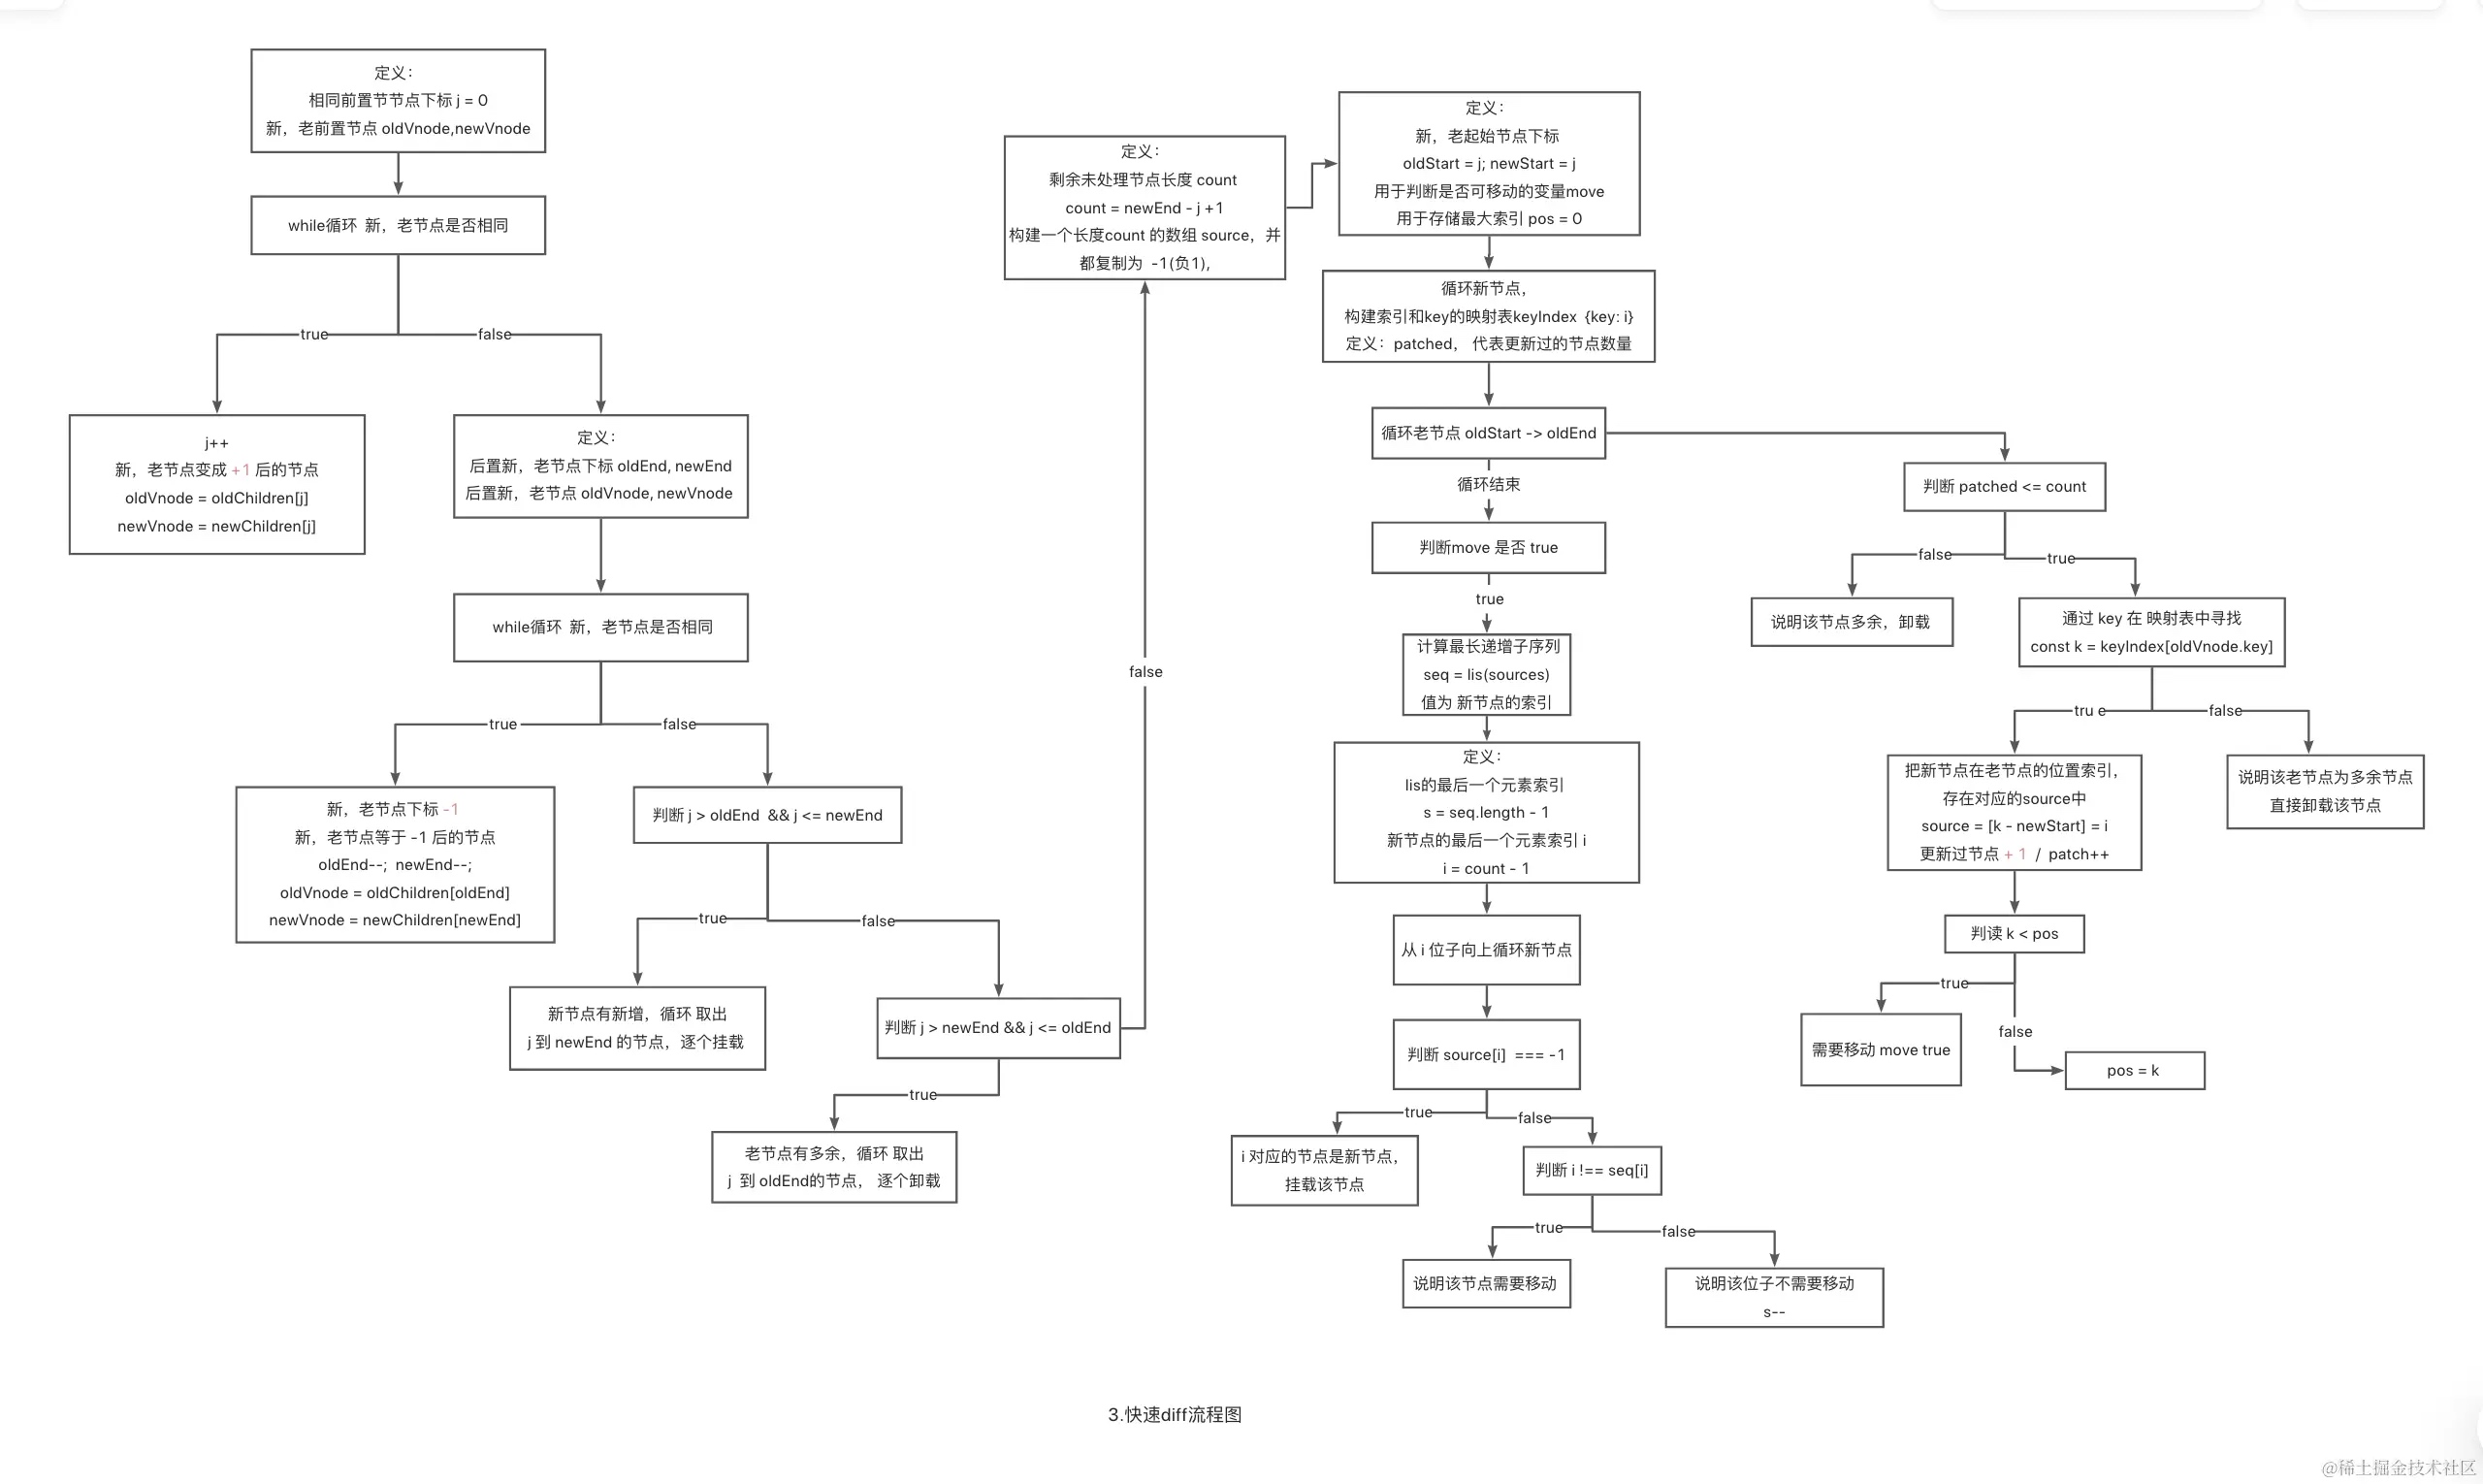 定义：
相同前置节节点下标 j = 0
新，老前置节点 oldVnode,newVnode
while循环 新，老节点是否相同
true
false
j++
新，老节点变成 +1 后的节点
oldVnode = oldChildren[j]
newVnode = newChildren[j]
定义：
后置新，老节点下标 oldEnd, newEnd
后置新，老节点 oldVnode, newVnode
while循环 新，老节点是否相同
true
false
新，老节点下标 -1
新，老节点等于 -1 后的节点
oldEnd--; newEnd--;
oldVnode = oldChildren[oldEnd]
newVnode = newChildren[newEnd]
判断 j > oldEnd && j <= newEnd
true
false
新节点有新增，循环 取出
j 到 newEnd 的节点，逐个挂载
判断 j > newEnd && j <= oldEnd
true
老节点有多余，循环 取出
j 到 oldEnd的节点， 逐个卸载
false
定义：
剩余未处理节点长度 count
count = newEnd - j +1
构建一个长度count 的数组 source，并
都复制为 -1(负1),
定义：
新，老起始节点下标
oldStart = j; newStart = j
用于判断是否可移动的变量move
用于存储最大索引 pos = 0
循环新节点，
构建索引和key的映射表keyIndex {key: i}
定义：patched， 代表更新过的节点数量
循环老节点 oldStart -> oldEnd
循环结束
判断move 是否 true
true
计算最长递增子序列
seq = lis(sources)
值为 新节点的索引
定义：
lis的最后一个元素索引
s = seq.length - 1
新节点的最后一个元素索引 i
i = count - 1
从 i 位子向上循环新节点
判断 source[i] === -1
true
false
i 对应的节点是新节点，
挂载该节点
判断 i !== seq[i]
true
false
说明该节点需要移动
说明该位子不需要移动
s--
判断 patched <= count
false
true
说明该节点多余，卸载
通过 key 在 映射表中寻找
const k = keyIndex[oldVnode.key]
tru e
false
把新节点在老节点的位置索引，
存在对应的source中
source = [k - newStart] = i
更新过节点 + 1 / patch++
说明该老节点为多余节点
直接卸载该节点
判读 k < pos
true
false
需要移动 move true
pos = k
3.快速diff流程图
@稀土掘金技术社区